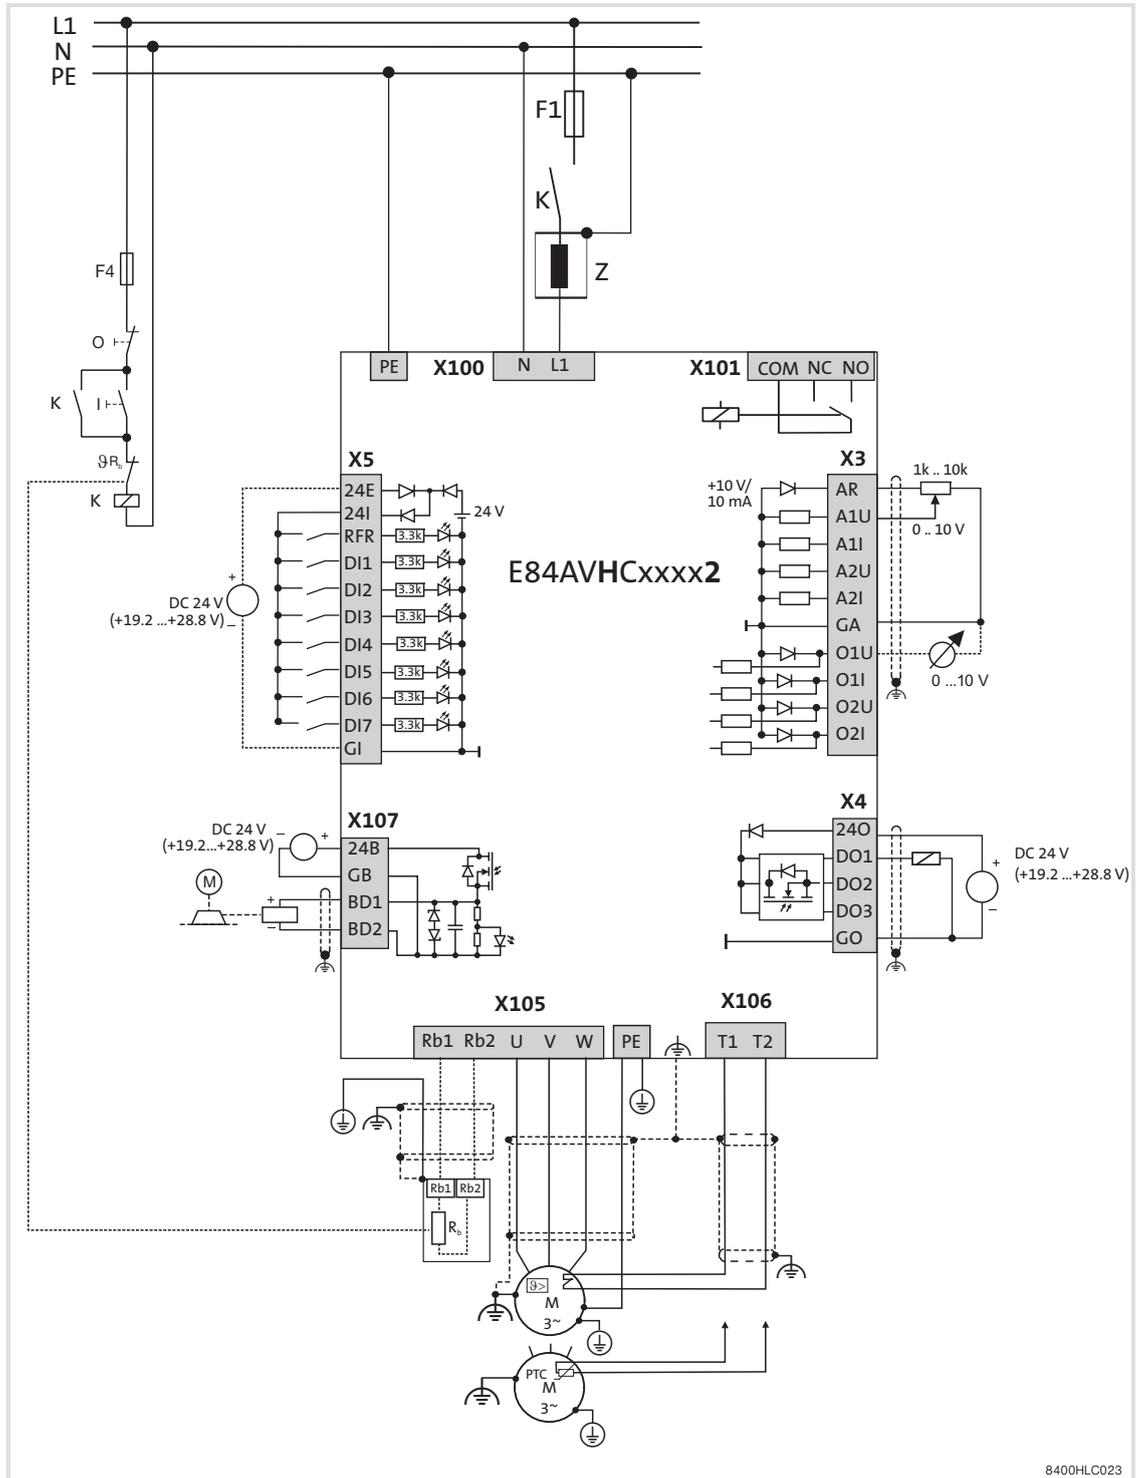 L1
N
PE
F1
K
Z
F4
O
K
I
ϑRb
K
PE
X100
N L1
X101
COM NC NO
X5
24E
24I
24 V
RFR 3.3k
DI1 3.3k
DI2 3.3k
DI3 3.3k
DI4 3.3k
DI5 3.3k
DI6 3.3k
DI7 3.3k
GI
+
DC 24 V
(+19.2 ...+28.8 V)
–
E84AVHCxxxx2
X3
+10 V/
10 mA
AR
A1U
A1I
A2U
A2I
GA
O1U
O1I
O2U
O2I
1k .. 10k
0 .. 10 V
0 ...10 V
X107
DC 24 V
(+19.2...+28.8 V)
– +
24B
GB
BD1
BD2
M
+
–
X4
24O
DO1
DO2
DO3
GO
DC 24 V
(+19.2 ...+28.8 V)
+
–
X105
Rb1 Rb2 U V W
PE
X106
T1 T2
Rb1 Rb2
Rb
ϑ>
M
3~
PTC
M
3~
8400HLC023